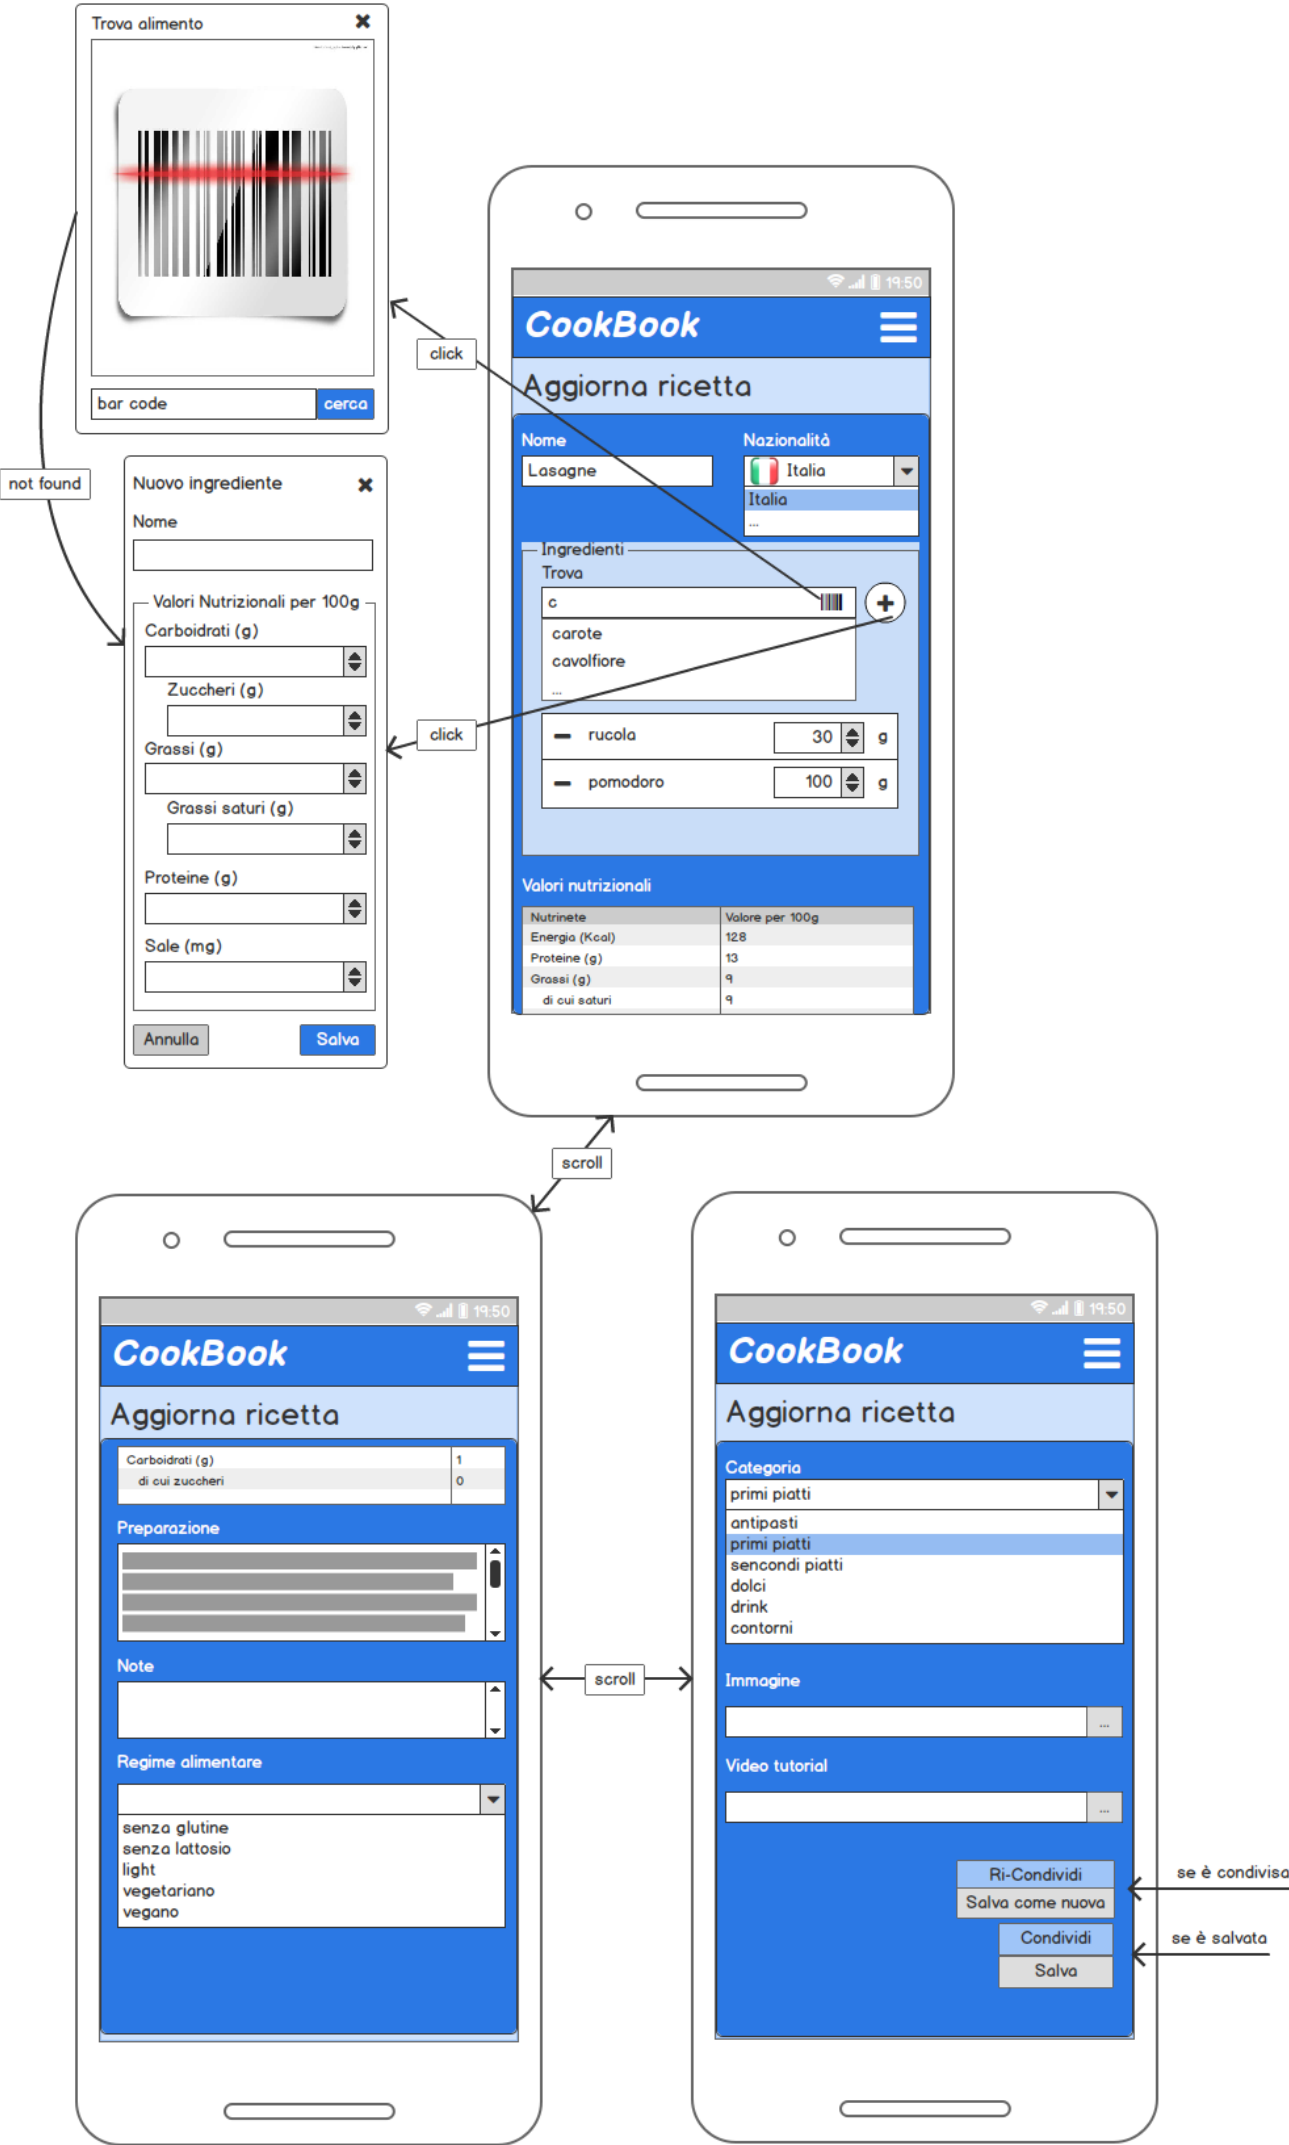 Trova alimento
bar code
cerca
not found
Nuovo ingrediente
Nome
Valori Nutrizionali per 100g
Carboidrati (g)
Zuccheri (g)
Grassi (g)
Grassi saturi (g)
Proteine (g)
Sale (mg)
Annulla
Salva
click
click
19:50
CookBook
Aggiorna ricetta
Nome
Nazionalità
Lasagne
Italia
Italia
...
Ingredienti
Trova
c
carote
cavolfiore
...
rucola 30 g
pomodoro 100 g
Valori nutrizionali
Nutrinete Valore per 100g
Energia (Kcal) 128
Proteine (g) 13
Grassi (g) 9
di cui saturi 9
scroll
19:50
CookBook
Aggiorna ricetta
Carboidrati (g) 1
di cui zuccheri 0
Preparazione
Note
Regime alimentare
senza glutine
senza lattosio
light
vegetariano
vegano
scroll
19:50
CookBook
Aggiorna ricetta
Categoria
primi piatti
antipasti
primi piatti
sencondi piatti
dolci
drink
contorni
Immagine
...
Video tutorial
...
Ri-Condividi
Salva come nuova
Condividi
Salva
se è condivisa
se è salvata